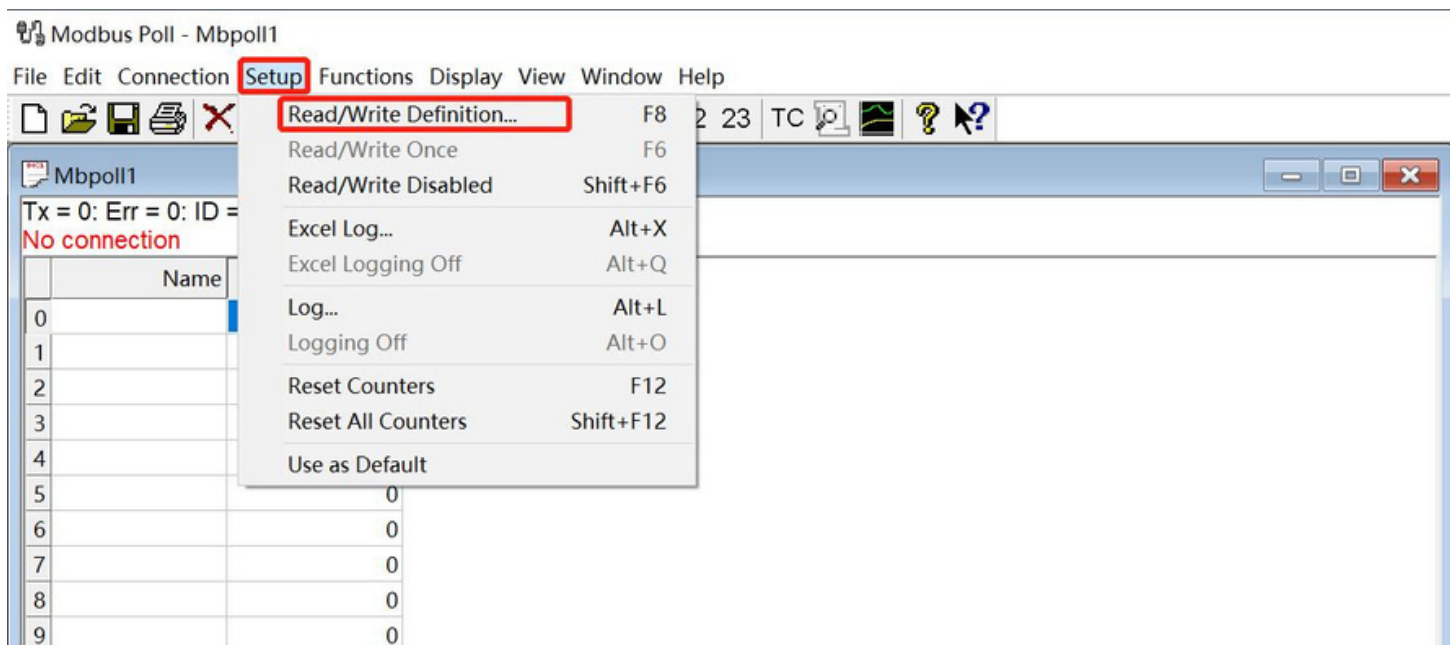 Modbus Poll - Mbpoll1
File Edit Connection Setup Functions Display View Window Help
23 TC
Read/Write Definition... F8
Read/Write Once F6
Read/Write Disabled Shift+F6
Excel Log... Alt+X
Excel Logging Off Alt+Q
Log... Alt+L
Logging Off Alt+O
Reset Counters F12
Reset All Counters Shift+F12
Use as Default
Mbpoll1
Tx = 0: Err = 0: ID =
No connection
Name
0
1
2
3
4
5 0
6 0
7 0
8 0
9 0